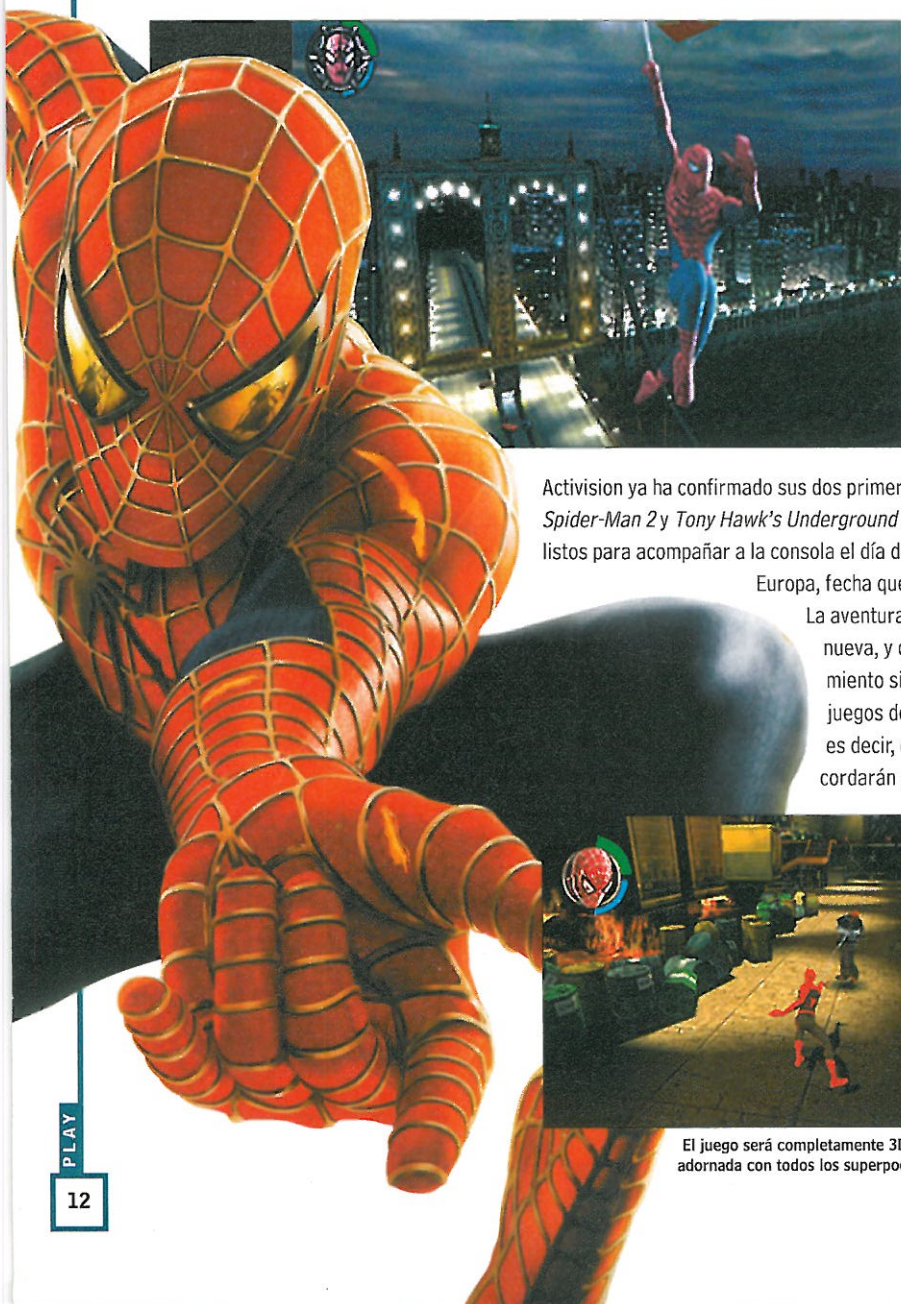 Activision ya ha confirmado sus dos primer
Spider-Man 2 y Tony Hawk's Underground
listos para acompañar a la consola el día d
Europa, fecha que
La aventura
nueva, y
miento si
juegos de
es decir,
cordarán
El juego será completamente 3D
adornada con todos los superpo
PLAY
12